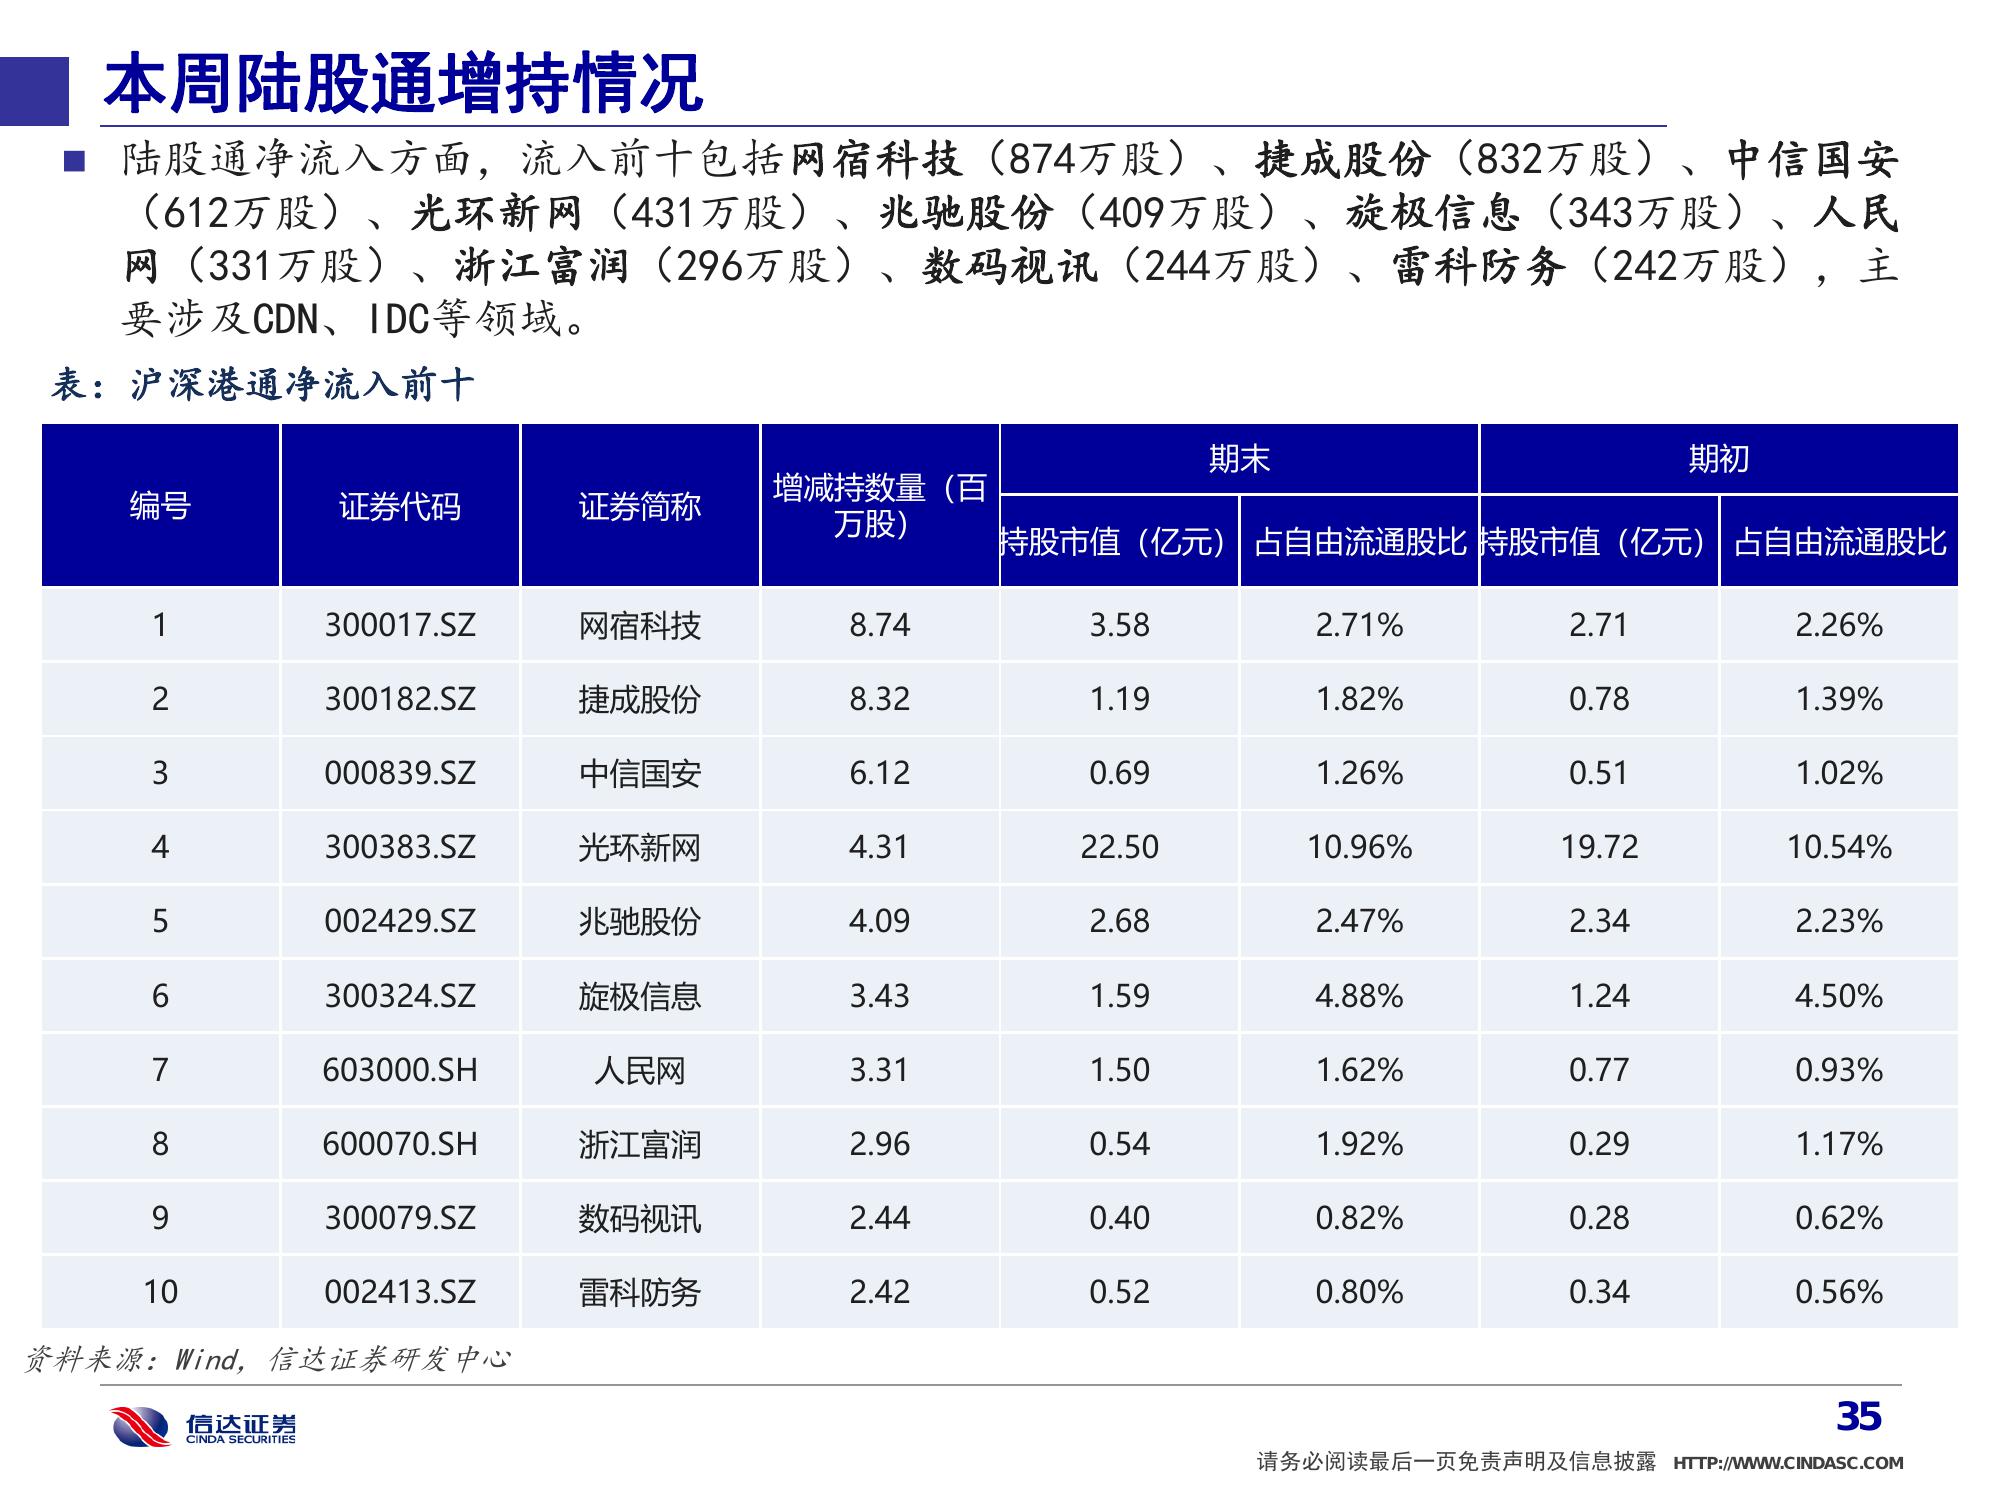 本周陆股通增持情况
陆股通净流入方面，流入前十包括网宿科技（874万股）、捷成股份（832万股）、中信国安
（612万股）、光环新网（431万股）、兆驰股份（409万股）、旋极信息（343万股）、人民
网（331万股）、浙江富润（296万股）、数码视讯（244万股）、雷科防务（242万股），主
要涉及CDN、IDC等领域。
表：沪深港通净流入前十
编号 证券代码 证券简称 增减持数量（百万股） 期末 期初
持股市值（亿元） 占自由流通股比 持股市值（亿元） 占自由流通股比
1 300017.SZ 网宿科技 8.74 3.58 2.71% 2.71 2.26%
2 300182.SZ 捷成股份 8.32 1.19 1.82% 0.78 1.39%
3 000839.SZ 中信国安 6.12 0.69 1.26% 0.51 1.02%
4 300383.SZ 光环新网 4.31 22.50 10.96% 19.72 10.54%
5 002429.SZ 兆驰股份 4.09 2.68 2.47% 2.34 2.23%
6 300324.SZ 旋极信息 3.43 1.59 4.88% 1.24 4.50%
7 603000.SH 人民网 3.31 1.50 1.62% 0.77 0.93%
8 600070.SH 浙江富润 2.96 0.54 1.92% 0.29 1.17%
9 300079.SZ 数码视讯 2.44 0.40 0.82% 0.28 0.62%
10 002413.SZ 雷科防务 2.42 0.52 0.80% 0.34 0.56%
资料来源：Wind，信达证券研发中心
信达证券
CINDA SECURITIES
35
请务必阅读最后一页免责声明及信息披露 HTTP://WWW.CINDASC.COM